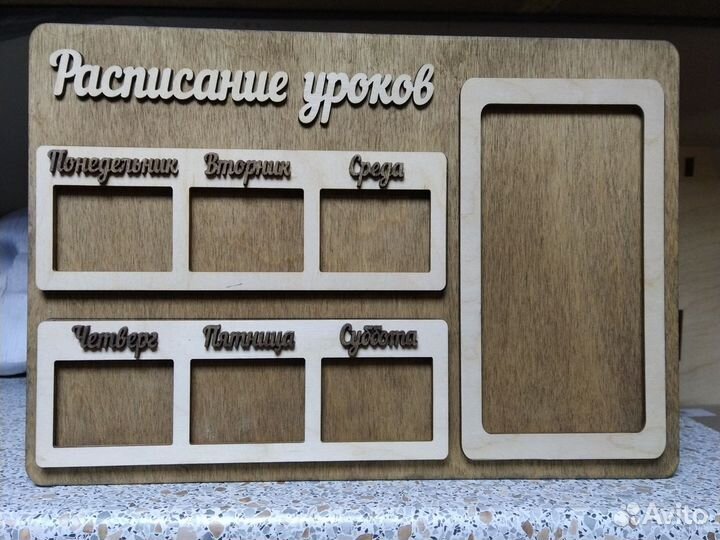 Расписание уроков
Понедельник Вторник Среда
Четверг Пятница Суббота
Avito